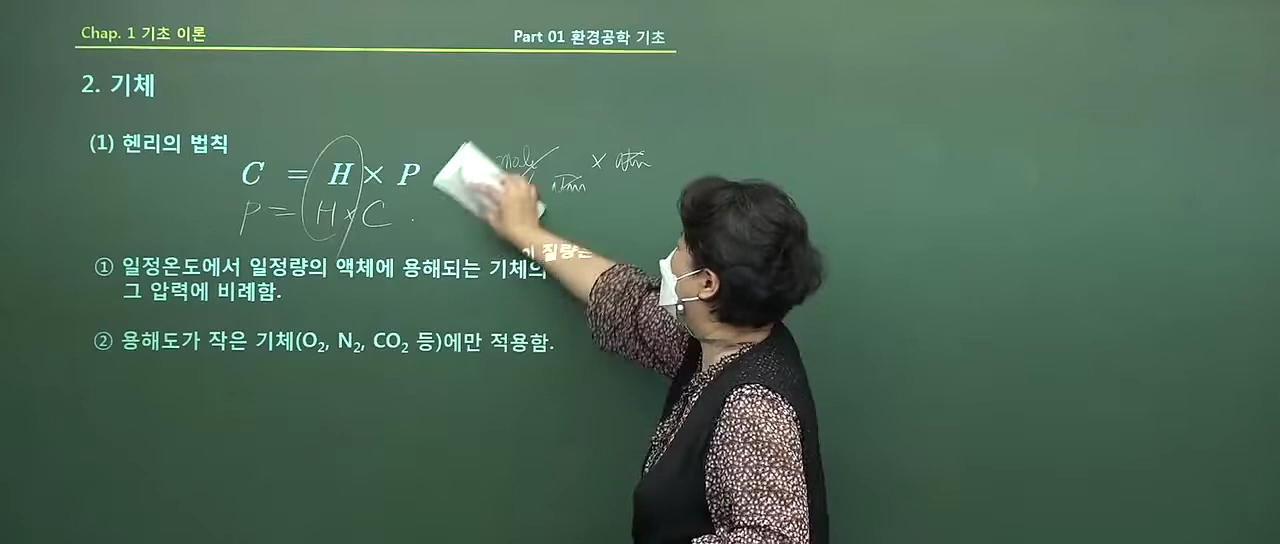 Chap. 1 기초 이론
Part 01 환경공학 기초
2. 기체
(1) 헨리의 법칙
C = H × P
mole × atm
atm
P = H × C .
① 일정온도에서 일정량의 액체에 용해되는 기체의 질량은
그 압력에 비례함.
② 용해도가 작은 기체(O₂, N₂, CO₂ 등)에만 적용함.